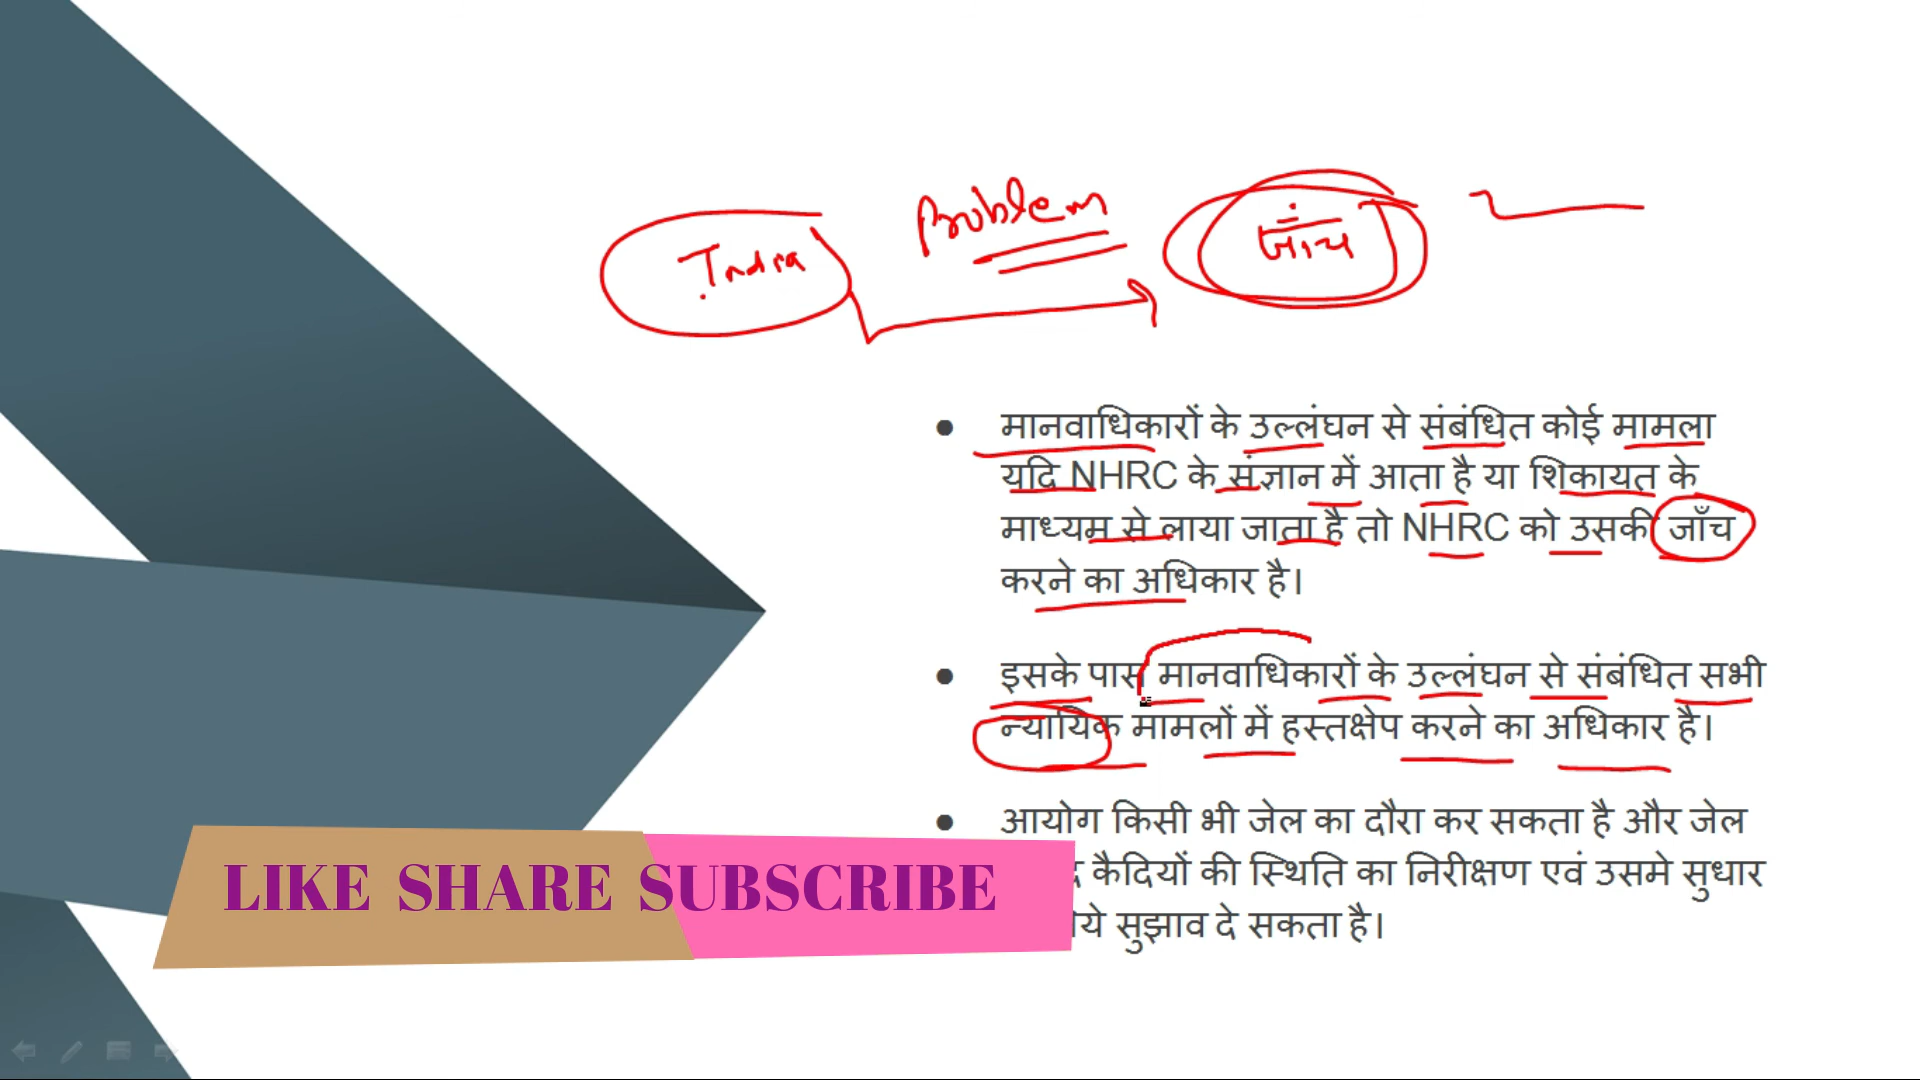 Problem
India
जांच
मानवाधिकारों के उल्लंघन से संबंधित कोई मामला
यदि NHRC के संज्ञान में आता है या शिकायत के
माध्यम से लाया जाता है तो NHRC को उसकी जाँच
करने का अधिकार है।
इसके पास मानवाधिकारों के उल्लंघन से संबंधित सभी
न्यायिक मामलों में हस्तक्षेप करने का अधिकार है।
आयोग किसी भी जेल का दौरा कर सकता है और जेल
कैदियों की स्थिति का निरीक्षण एवं उसमे सुधार
सुझाव दे सकता है।
LIKE SHARE SUBSCRIBE